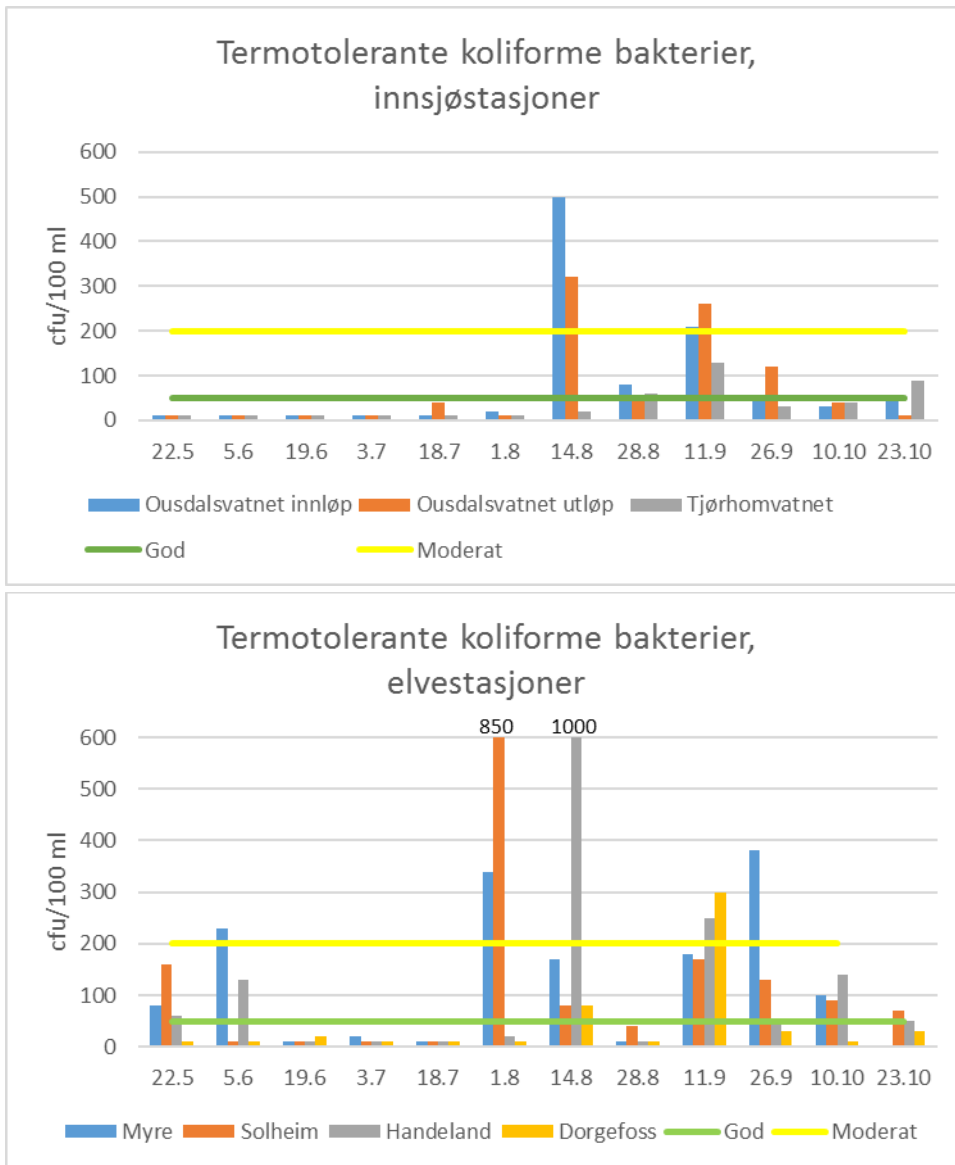 Termotolerante koliforme bakterier,
innsjøstasjoner
cfu/100 ml
600
500
400
300
200
100
0
22.5 5.6 19.6 3.7 18.7 1.8 14.8 28.8 11.9 26.9 10.10 23.10
Ousdalsvatnet innløp Ousdalsvatnet utløp Tjørhomvatnet
God Moderat
Termotolerante koliforme bakterier,
elvestasjoner
850 1000
cfu/100 ml
600
500
400
300
200
100
0
22.5 5.6 19.6 3.7 18.7 1.8 14.8 28.8 11.9 26.9 10.10 23.10
Myre Solheim Handeland Dorgefoss God Moderat